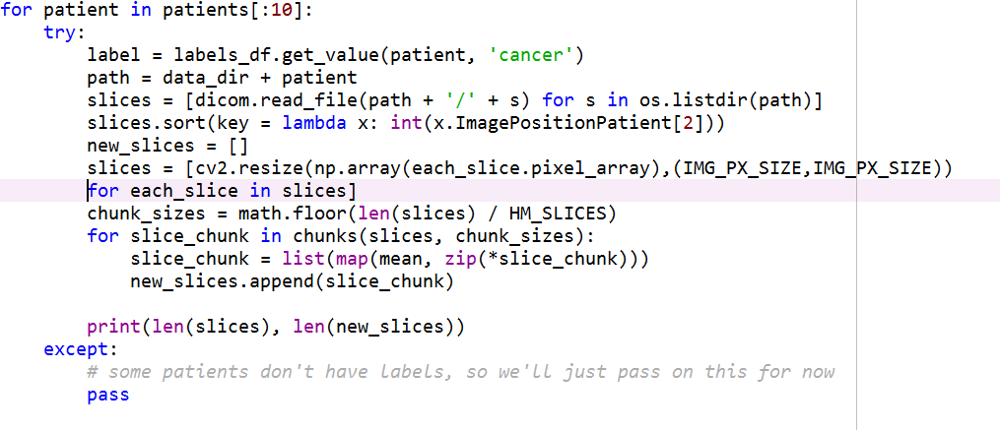 for patient in patients[:10]:
    try:
        label = labels_df.get_value(patient, 'cancer')
        path = data_dir + patient
        slices = [dicom.read_file(path + '/' + s) for s in os.listdir(path)]
        slices.sort(key = lambda x: int(x.ImagePositionPatient[2]))
        new_slices = []
        slices = [cv2.resize(np.array(each_slice.pixel_array),(IMG_PX_SIZE,IMG_PX_SIZE))
        for each_slice in slices]
        chunk_sizes = math.floor(len(slices) / HM_SLICES)
        for slice_chunk in chunks(slices, chunk_sizes):
            slice_chunk = list(map(mean, zip(*slice_chunk)))
            new_slices.append(slice_chunk)

        print(len(slices), len(new_slices))
    except:
        # some patients don't have labels, so we'll just pass on this for now
        pass